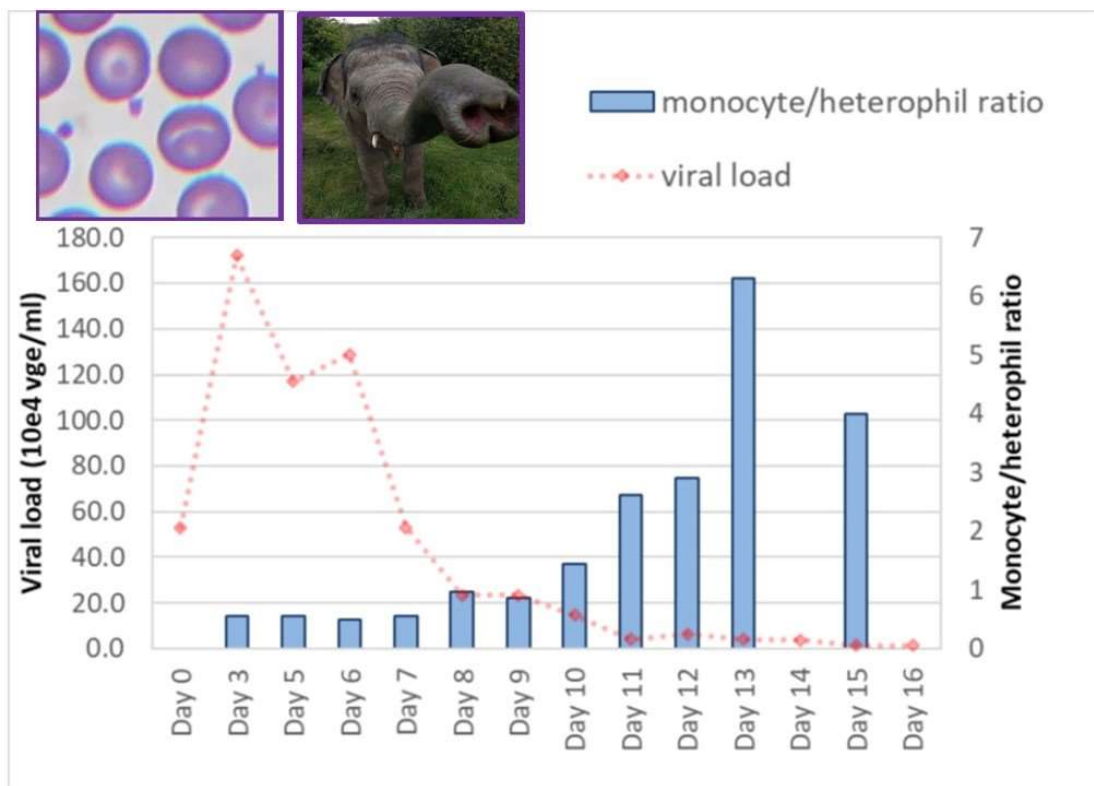 monocyte/heterophil ratio
viral load
Viral load (10e4 vge/ml)
180.0
160.0
140.0
120.0
100.0
80.0
60.0
40.0
20.0
0.0
7
6
5
4
3
2
1
0
Monocyte/heterophil ratio
Day 0
Day 3
Day 5
Day 6
Day 7
Day 8
Day 9
Day 10
Day 11
Day 12
Day 13
Day 14
Day 15
Day 16